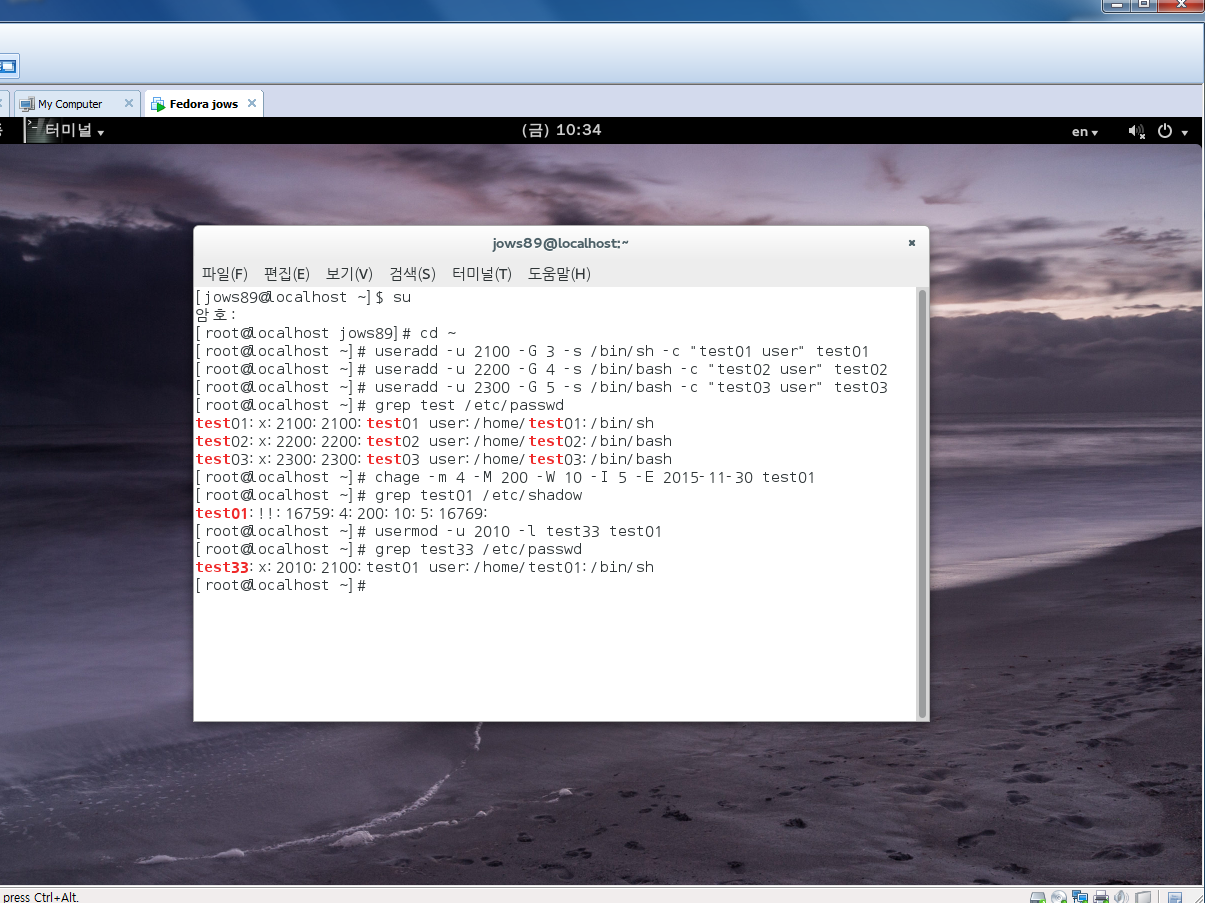 My Computer
Fedora jows
터미널
(금) 10:34
en
jows89@localhost:~
파일(F) 편집(E) 보기(V) 검색(S) 터미널(T) 도움말(H)
[jows89@localhost ~]$ su
암호:
[root@localhost jows89]# cd ~
[root@localhost ~]# useradd -u 2100 -G 3 -s /bin/sh -c "test01 user" test01
[root@localhost ~]# useradd -u 2200 -G 4 -s /bin/bash -c "test02 user" test02
[root@localhost ~]# useradd -u 2300 -G 5 -s /bin/bash -c "test03 user" test03
[root@localhost ~]# grep test /etc/passwd
test01:x:2100:2100:test01 user:/home/test01:/bin/sh
test02:x:2200:2200:test02 user:/home/test02:/bin/bash
test03:x:2300:2300:test03 user:/home/test03:/bin/bash
[root@localhost ~]# chage -m 4 -M 200 -W 10 -I 5 -E 2015-11-30 test01
[root@localhost ~]# grep test01 /etc/shadow
test01:!!:16759:4:200:10:5:16769:
[root@localhost ~]# usermod -u 2010 -l test33 test01
[root@localhost ~]# grep test33 /etc/passwd
test33:x:2010:2100:test01 user:/home/test01:/bin/sh
[root@localhost ~]#
press Ctrl+Alt.